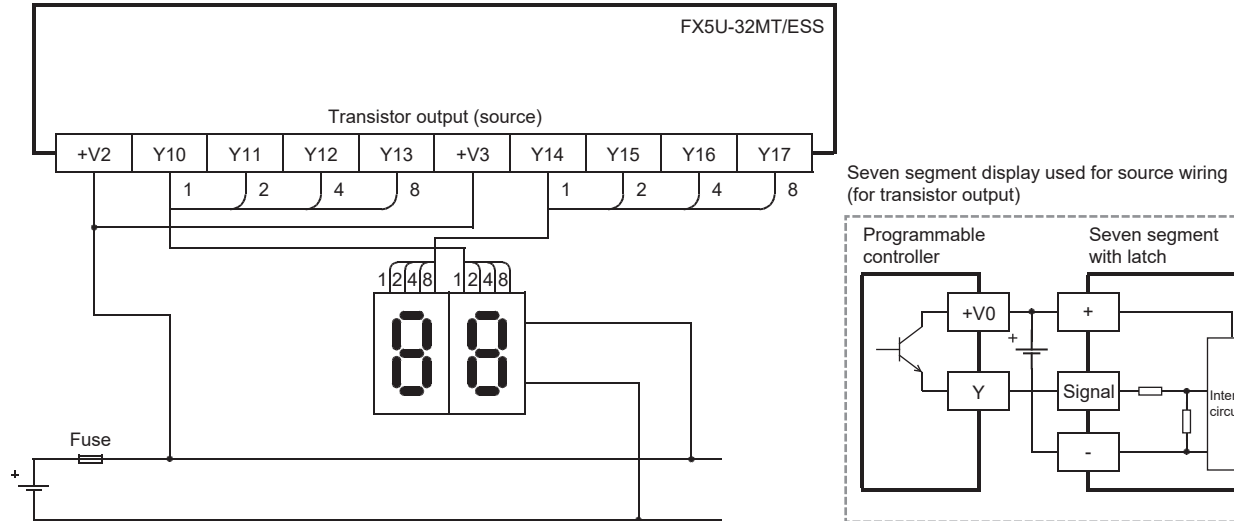 FX5U-32MT/ESS
Transistor output (source)
+V2 Y10 Y11 Y12 Y13 +V3 Y14 Y15 Y16 Y17
1 2 4 8 1 2 4 8
1 2 4 8 1 2 4 8
Fuse
+
Seven segment display used for source wiring
(for transistor output)
Programmable
controller
Seven segment
with latch
+V0 +
+
Y Signal
-